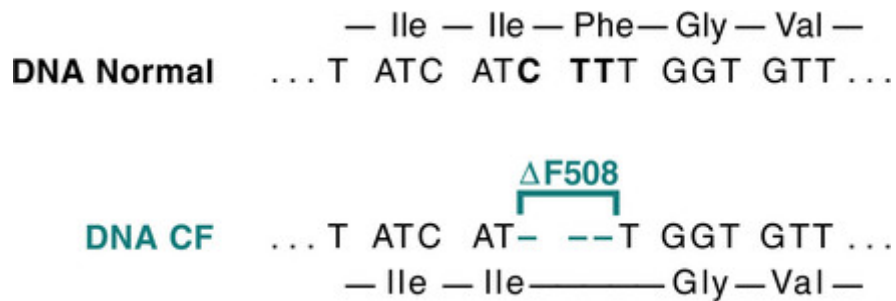 — Ile — Ile — Phe — Gly — Val —
DNA Normal ... T ATC ATC TTT GGT GTT ...
ΔF508
DNA CF ... T ATC AT– ––T GGT GTT ...
— Ile — Ile ——— Gly — Val —